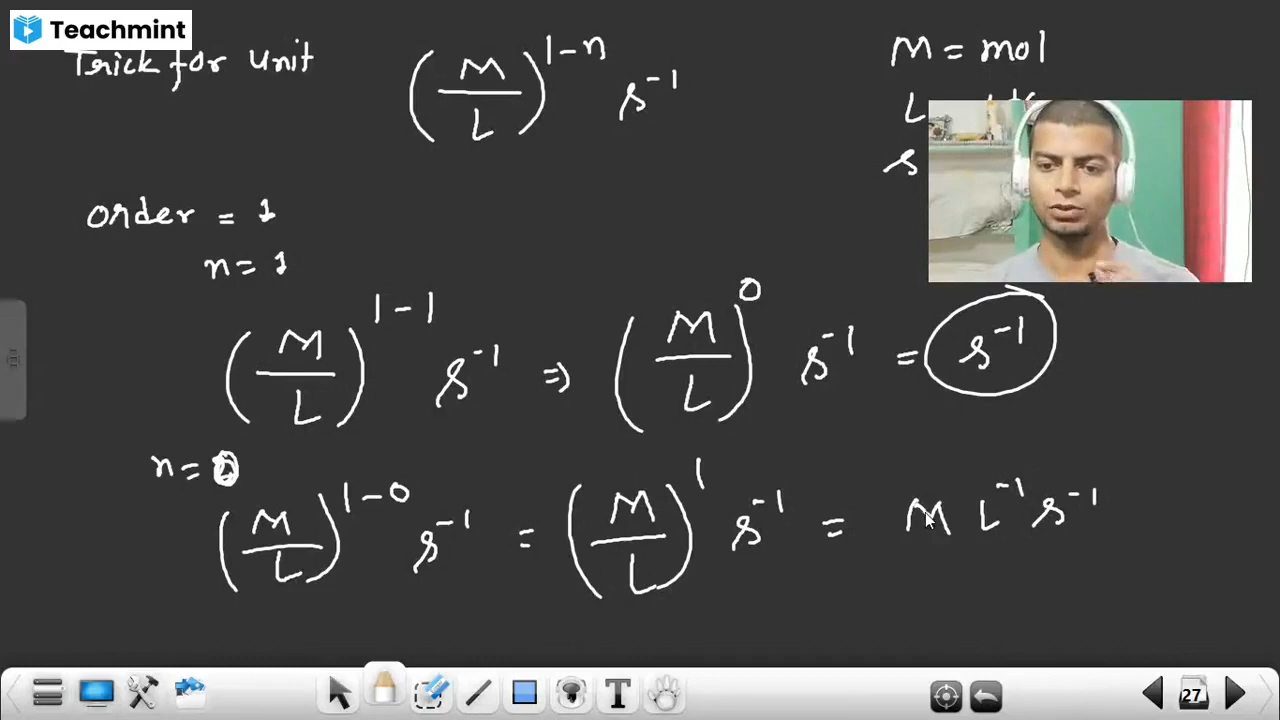 Teachmint
Trick for unit
(M/L)^{1-n} s^{-1}
M = mol
L
s
order = 1
n = 1
(M/L)^{1-1} s^{-1} ⇒ (M/L)^0 s^{-1} = s^{-1}
n = 0
(M/L)^{1-0} s^{-1} = (M/L)^1 s^{-1} = M L^{-1} s^{-1}
27